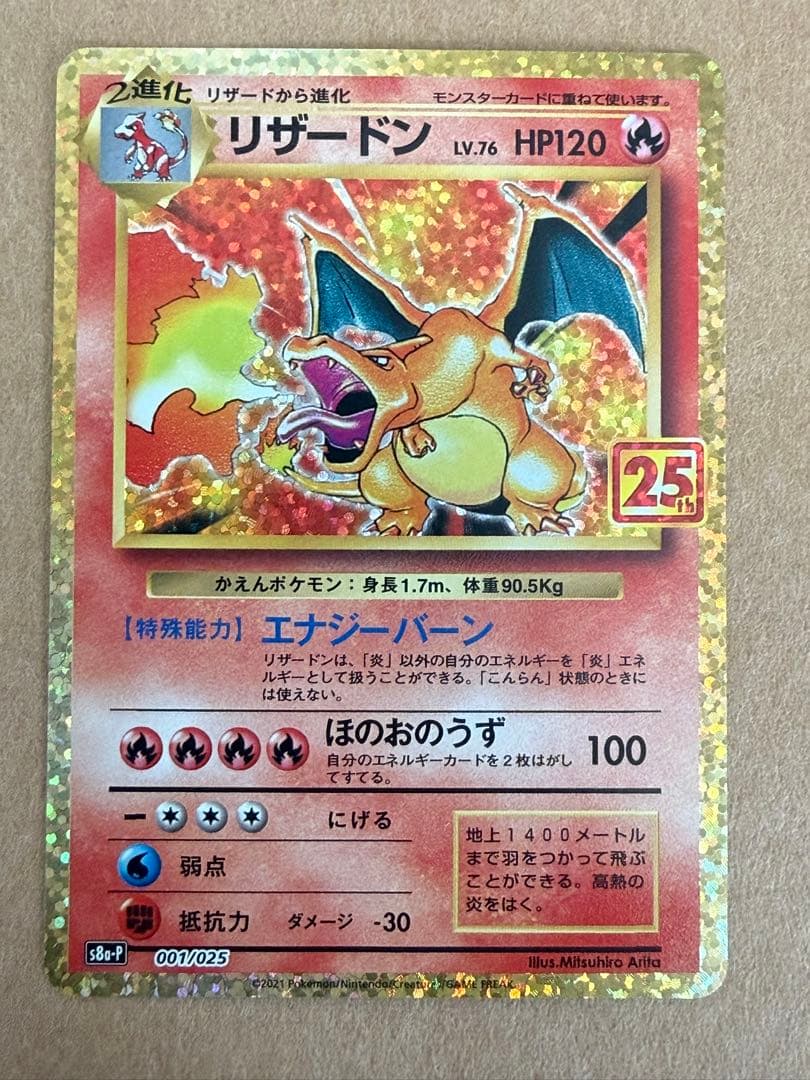 2進化 リザードから進化 モンスターカードに重ねて使います。
リザードン LV.76 HP120
25th
かえんポケモン：身長1.7m、体重90.5Kg
【特殊能力】エナジーバーン
リザードンは、「炎」以外の自分のエネルギーを「炎」エネ
ルギーとして扱うことができる。「こんらん」状態のときに
は使えない。
ほのおのうず 100
自分のエネルギーカードを2枚はがし
てすてる。
ー にげる
弱点
抵抗力 ダメージ -30
地上1400メートル
まで羽をつかって飛ぶ
ことができる。高熱の
炎をはく。
s8a-P 001/025
Illus.Mitsuhiro Arita
©2021 Pokémon/Nintendo/Creatures/GAME FREAK.